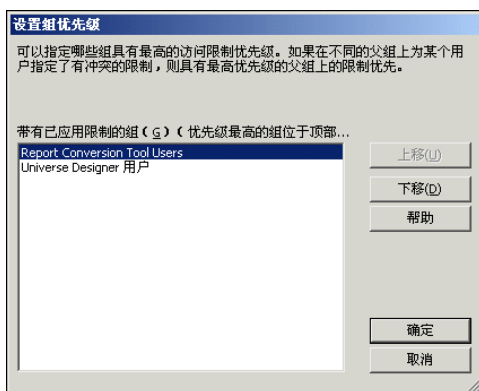 设置组优先级
可以指定哪些组具有最高的访问限制优先级。如果在不同的父组上为某个用
户指定了有冲突的限制，则具有最高优先级的父组上的限制优先。
带有已应用限制的组(G)(优先级最高的组位于顶部...
Report Conversion Tool Users
Universe Designer 用户
上移(U)
下移(D)
帮助
确定
取消